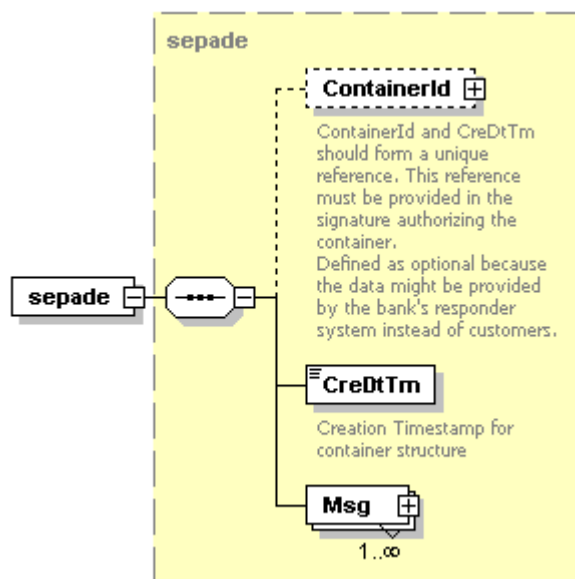 sepade
ContainerId
ContainerId and CreDtTm
should form a unique
reference. This reference
must be provided in the
signature authorizing the
container.
Defined as optional because
the data might be provided
by the bank's responder
system instead of customers.
sepade
CreDtTm
Creation Timestamp for
container structure
Msg
1..∞